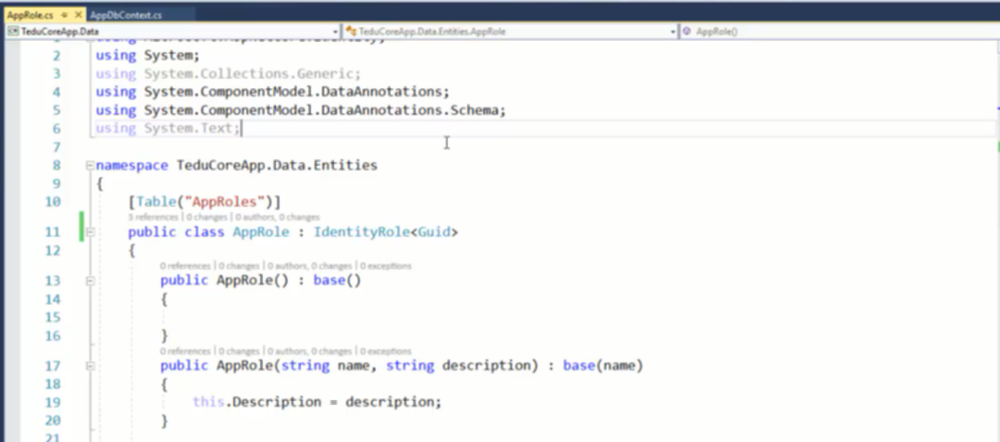 AppRole.cs AppDbContext.cs
TeduCoreApp.Data TeduCoreApp.Data.Entities.AppRole AppRole()
2 using System;
3 using System.Collections.Generic;
4 using System.ComponentModel.DataAnnotations;
5 using System.ComponentModel.DataAnnotations.Schema;
6 using System.Text;
7
8 namespace TeduCoreApp.Data.Entities
9 {
10 [Table("AppRoles")]
3 references | 0 changes | 0 authors, 0 changes
11 public class AppRole : IdentityRole<Guid>
12 {
0 references | 0 changes | 0 authors, 0 changes | 0 exceptions
13 public AppRole() : base()
14 {
15
16 }
0 references | 0 changes | 0 authors, 0 changes | 0 exceptions
17 public AppRole(string name, string description) : base(name)
18 {
19 this.Description = description;
20 }
21